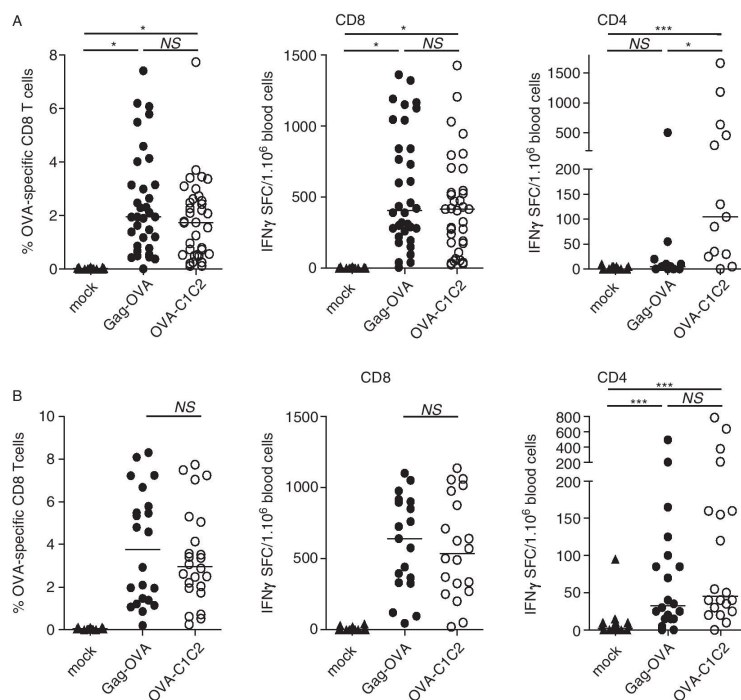 A
CD8
CD4
*
*
***
*
NS
*
NS
NS
*
% OVA-specific CD8 T cells
8
6
4
2
0
mock
Gag-OVA
OVA-C1C2
IFNγ SFC/1.10⁶ blood cells
1500
1000
500
0
mock
Gag-OVA
OVA-C1C2
IFNγ SFC/1.10⁶ blood cells
1500
1000
500
200
150
100
50
0
mock
Gag-OVA
OVA-C1C2
B
CD8
CD4
***
NS
NS
***
NS
% OVA-specific CD8 Tcells
10
8
6
4
2
0
mock
Gag-OVA
OVA-C1C2
IFNγ SFC/1.10⁶ blood cells
1500
1000
500
0
mock
Gag-OVA
OVA-C1C2
IFNγ SFC/1.10⁶ blood cells
800
600
400
200
200
150
100
50
0
mock
Gag-OVA
OVA-C1C2